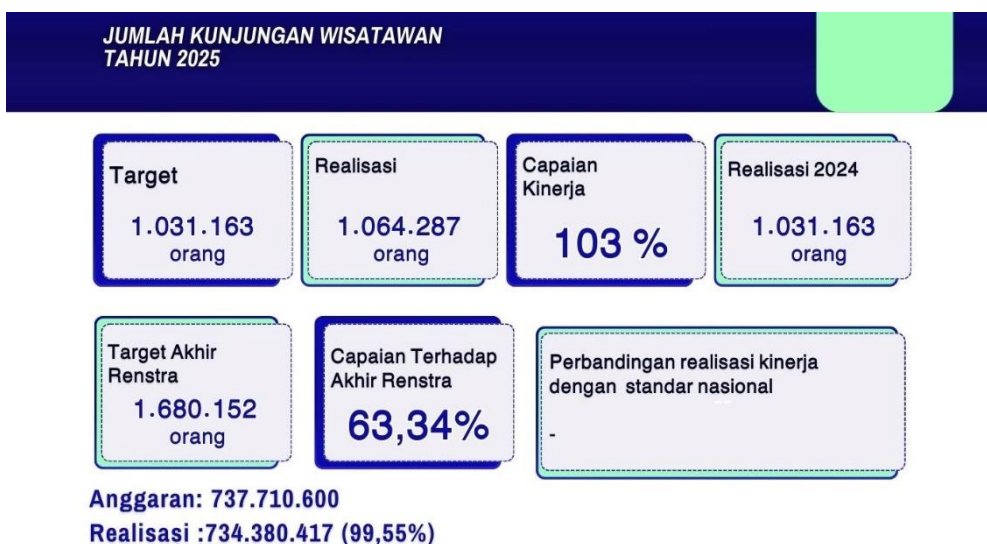 JUMLAH KUNJUNGAN WISATAWAN
TAHUN 2025
Target
1.031.163
orang
Realisasi
1.064.287
orang
Capaian
Kinerja
103 %
Realisasi 2024
1.031.163
orang
Target Akhir
Renstra
1.680.152
orang
Capaian Terhadap
Akhir Renstra
63,34%
Perbandingan realisasi kinerja
dengan standar nasional
-
Anggaran: 737.710.600
Realisasi :734.380.417 (99,55%)